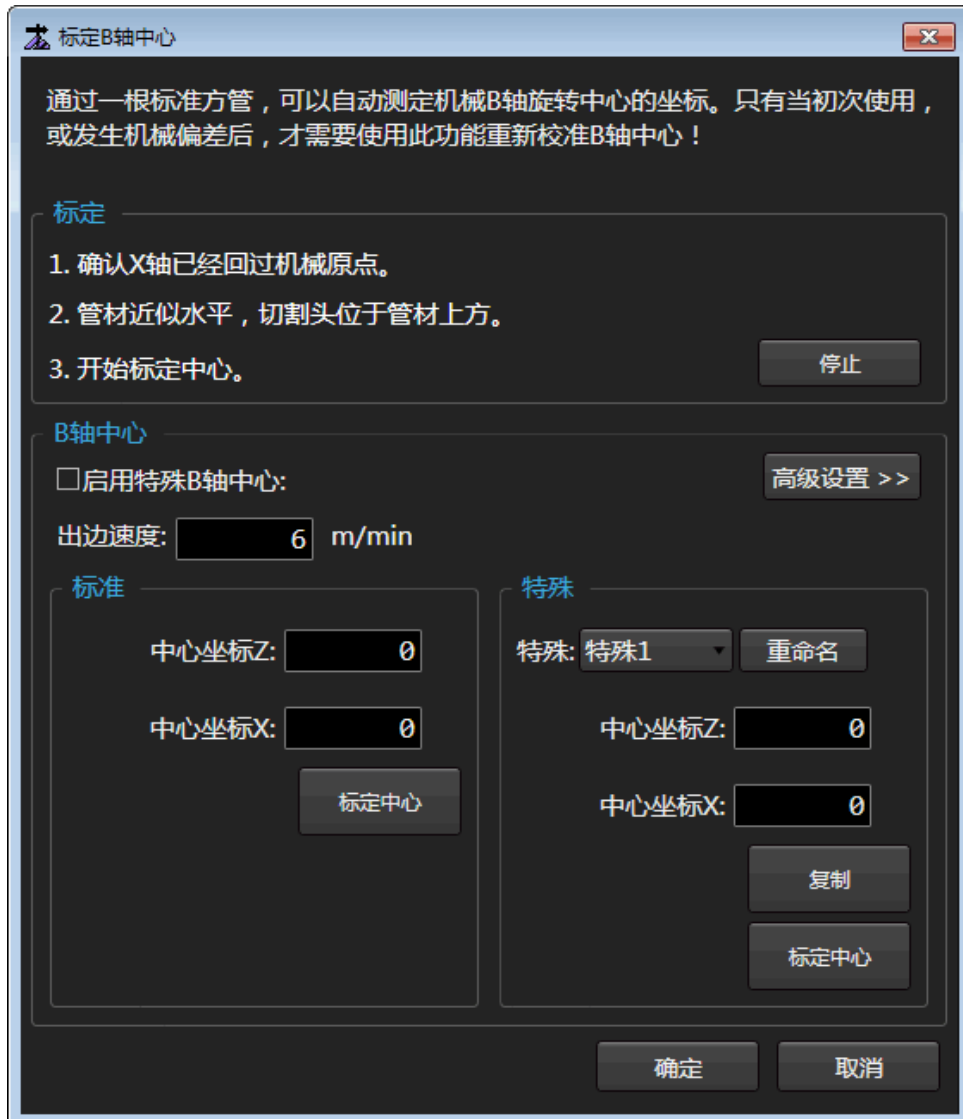 标定B轴中心
通过一根标准方管，可以自动测定机械B轴旋转中心的坐标。只有当初次使用，
或发生机械偏差后，才需要使用此功能重新校准B轴中心！
标定
1. 确认X轴已经回过机械原点。
2. 管材近似水平，切割头位于管材上方。
3. 开始标定中心。
停止
B轴中心
启用特殊B轴中心:
高级设置 >>
出边速度: 6 m/min
标准
中心坐标Z: 0
中心坐标X: 0
标定中心
特殊
特殊: 特殊1 重命名
中心坐标Z: 0
中心坐标X: 0
复制
标定中心
确定 取消